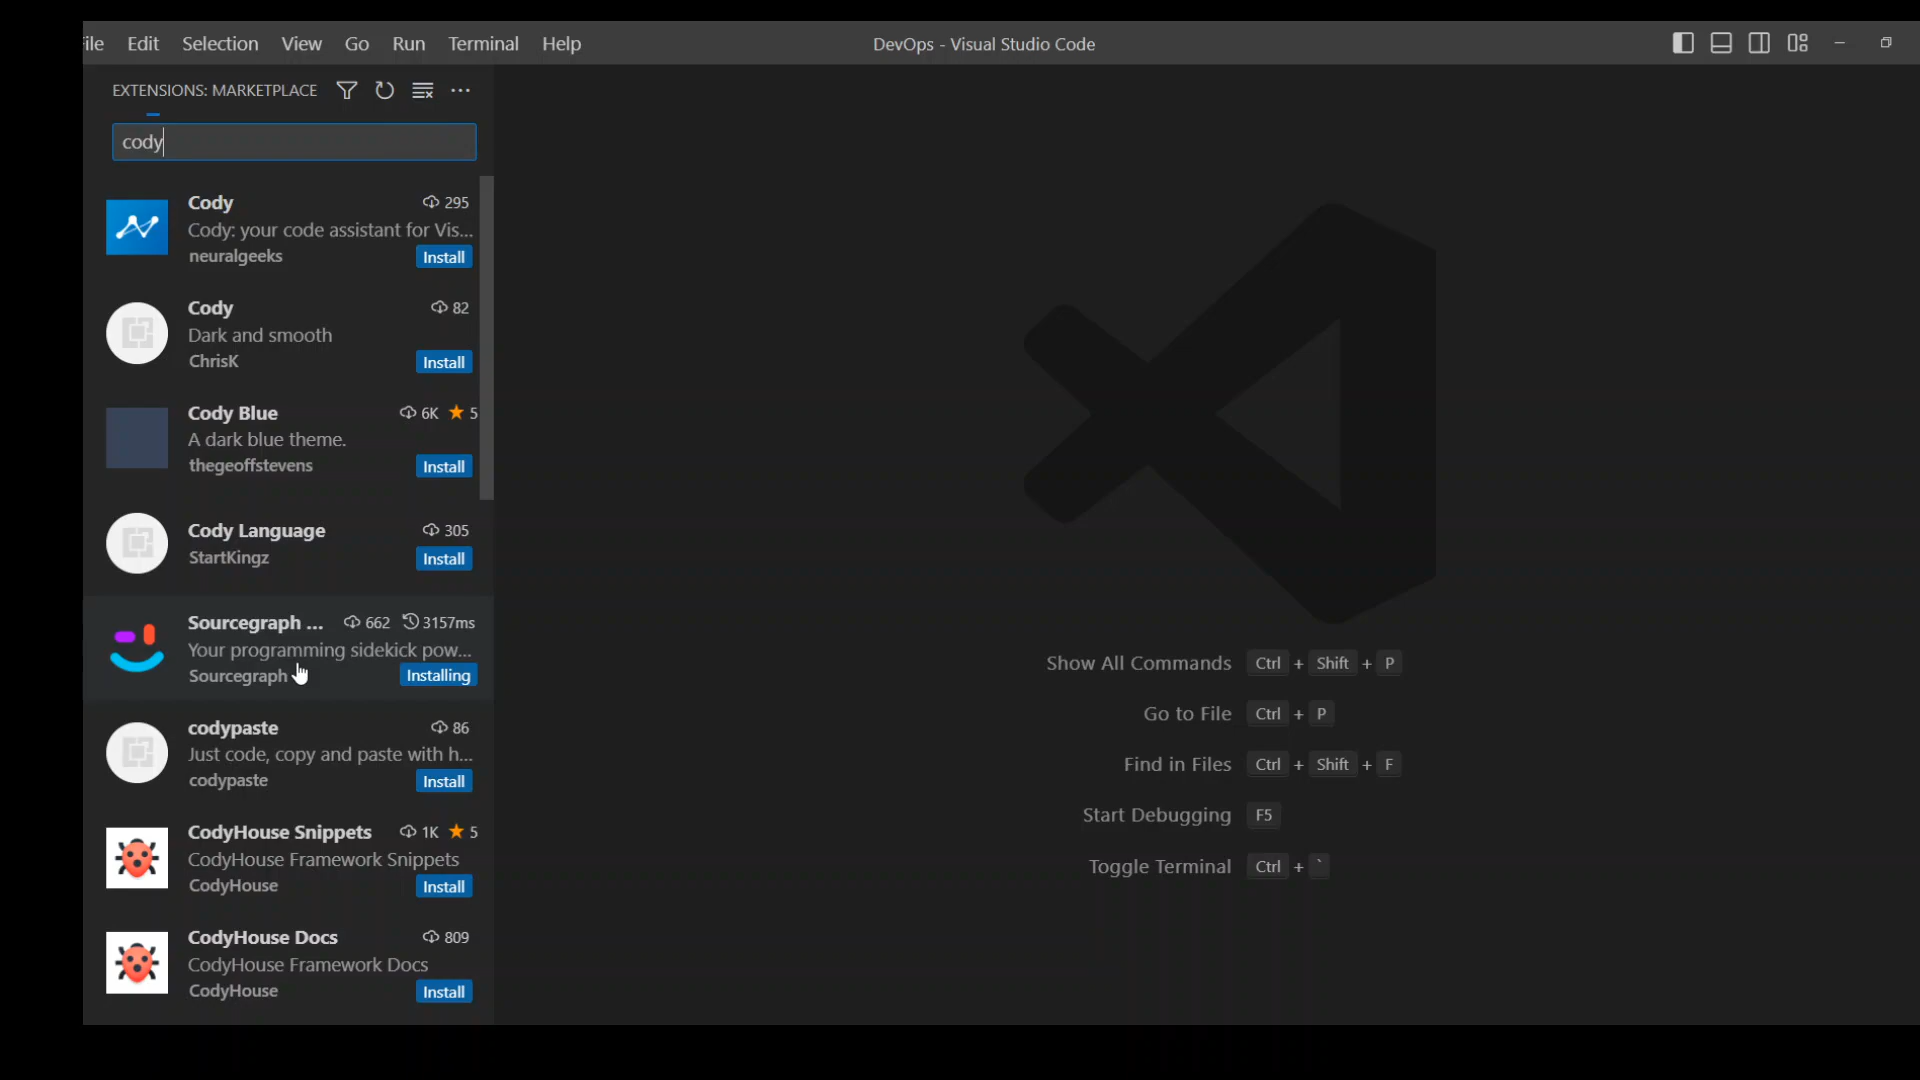 ile Edit Selection View Go Run Terminal Help
DevOps - Visual Studio Code
EXTENSIONS: MARKETPLACE
cody
Cody 295
Cody: your code assistant for Vis...
neuralgeeks Install
Cody 82
Dark and smooth
ChrisK Install
Cody Blue 6K ★ 5
A dark blue theme.
thegeoffstevens Install
Cody Language 305
StartKingz Install
Sourcegraph ... 662 3157ms
Your programming sidekick pow...
Sourcegraph Installing
codypaste 86
Just code, copy and paste with h...
codypaste Install
CodyHouse Snippets 1K ★ 5
CodyHouse Framework Snippets
CodyHouse Install
CodyHouse Docs 809
CodyHouse Framework Docs
CodyHouse Install
Show All Commands Ctrl + Shift + P
Go to File Ctrl + P
Find in Files Ctrl + Shift + F
Start Debugging F5
Toggle Terminal Ctrl + `